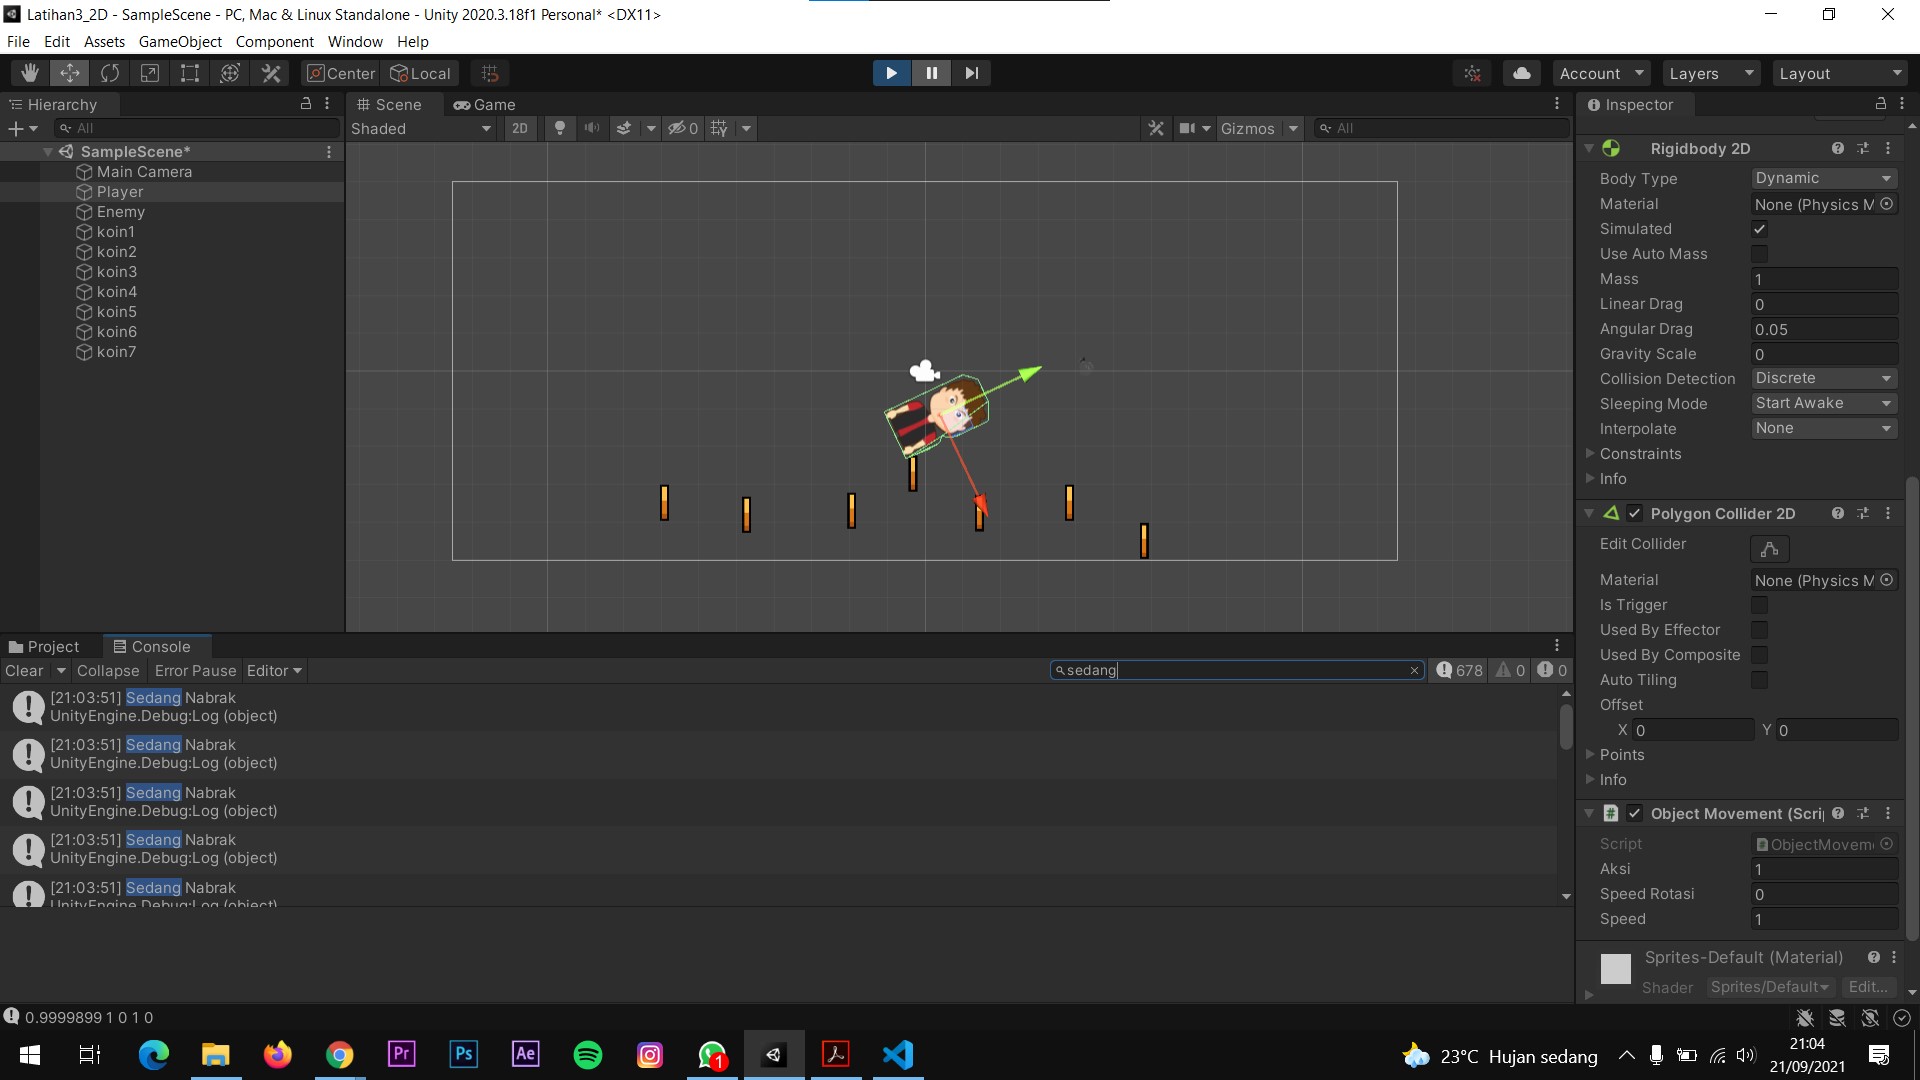 Latihan3_2D - SampleScene - PC, Mac & Linux Standalone - Unity 2020.3.18f1 Personal* <DX11>
File Edit Assets GameObject Component Window Help
Center Local Account Layers Layout
Hierarchy
All
SampleScene*
Main Camera
Player
Enemy
koin1
koin2
koin3
koin4
koin5
koin6
koin7
Scene Game
Shaded 2D 0 Gizmos All
Inspector
Rigidbody 2D
Body Type Dynamic
Material None (Physics M
Simulated
Use Auto Mass
Mass 1
Linear Drag 0
Angular Drag 0.05
Gravity Scale 0
Collision Detection Discrete
Sleeping Mode Start Awake
Interpolate None
Constraints
Info
Polygon Collider 2D
Edit Collider
Material None (Physics M
Is Trigger
Used By Effector
Used By Composite
Auto Tiling
Offset
X 0 Y 0
Points
Info
Object Movement (Scri
Script ObjectMovem
Aksi 1
Speed Rotasi 0
Speed 1
Sprites-Default (Material)
Shader Sprites/Default Edit...
Project Console
Clear Collapse Error Pause Editor sedang 678 0 0
[21:03:51] Sedang Nabrak
UnityEngine.Debug:Log (object)
[21:03:51] Sedang Nabrak
UnityEngine.Debug:Log (object)
[21:03:51] Sedang Nabrak
UnityEngine.Debug:Log (object)
[21:03:51] Sedang Nabrak
UnityEngine.Debug:Log (object)
[21:03:51] Sedang Nabrak
UnityEngine.Debug:Log (object)
0.9999899 1 0 1 0
Pr Ps Ae 1
23°C Hujan sedang
21:04
21/09/2021